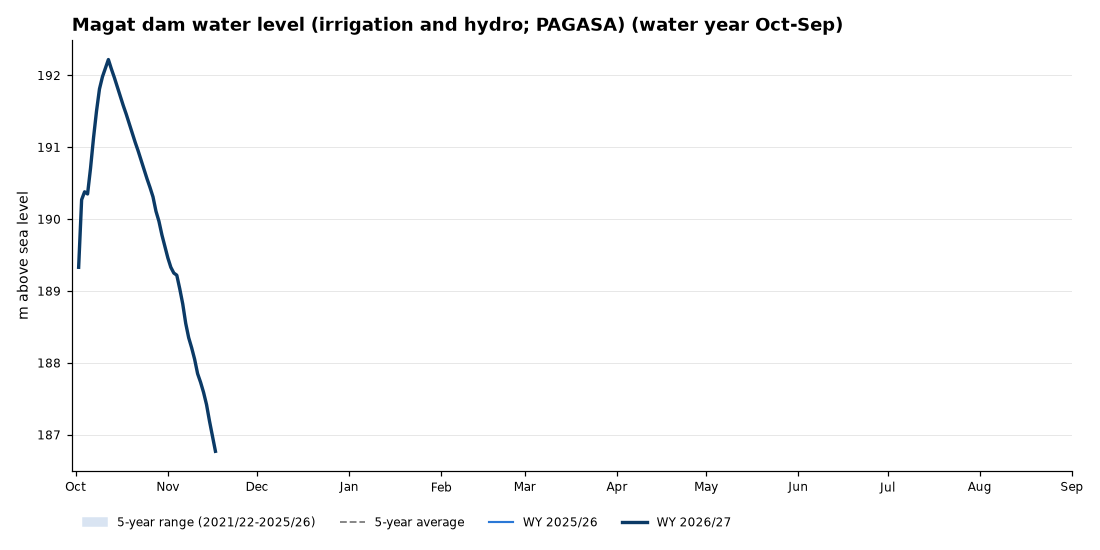 Magat dam water level (irrigation and hydro; PAGASA) (water year Oct-Sep)
m above sea level
192
191
190
189
188
187
Oct Nov Dec Jan Feb Mar Apr May Jun Jul Aug Sep
5-year range (2021/22-2025/26) 5-year average WY 2025/26 WY 2026/27